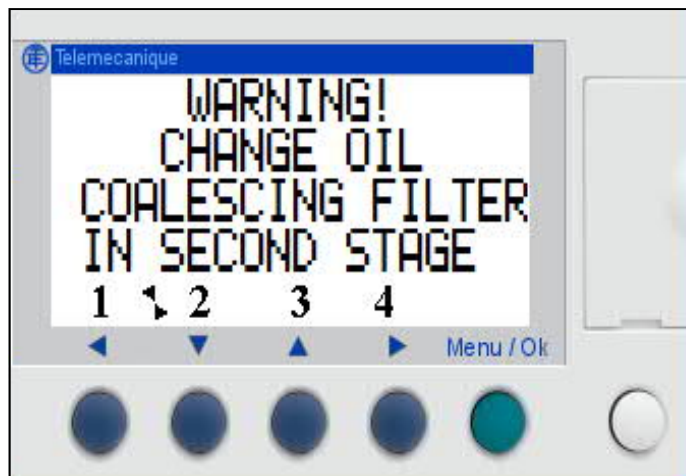 Telemecanique
WARNING!
CHANGE OIL
COALESCING FILTER
IN SECOND STAGE
1 2 3 4
Menu / Ok